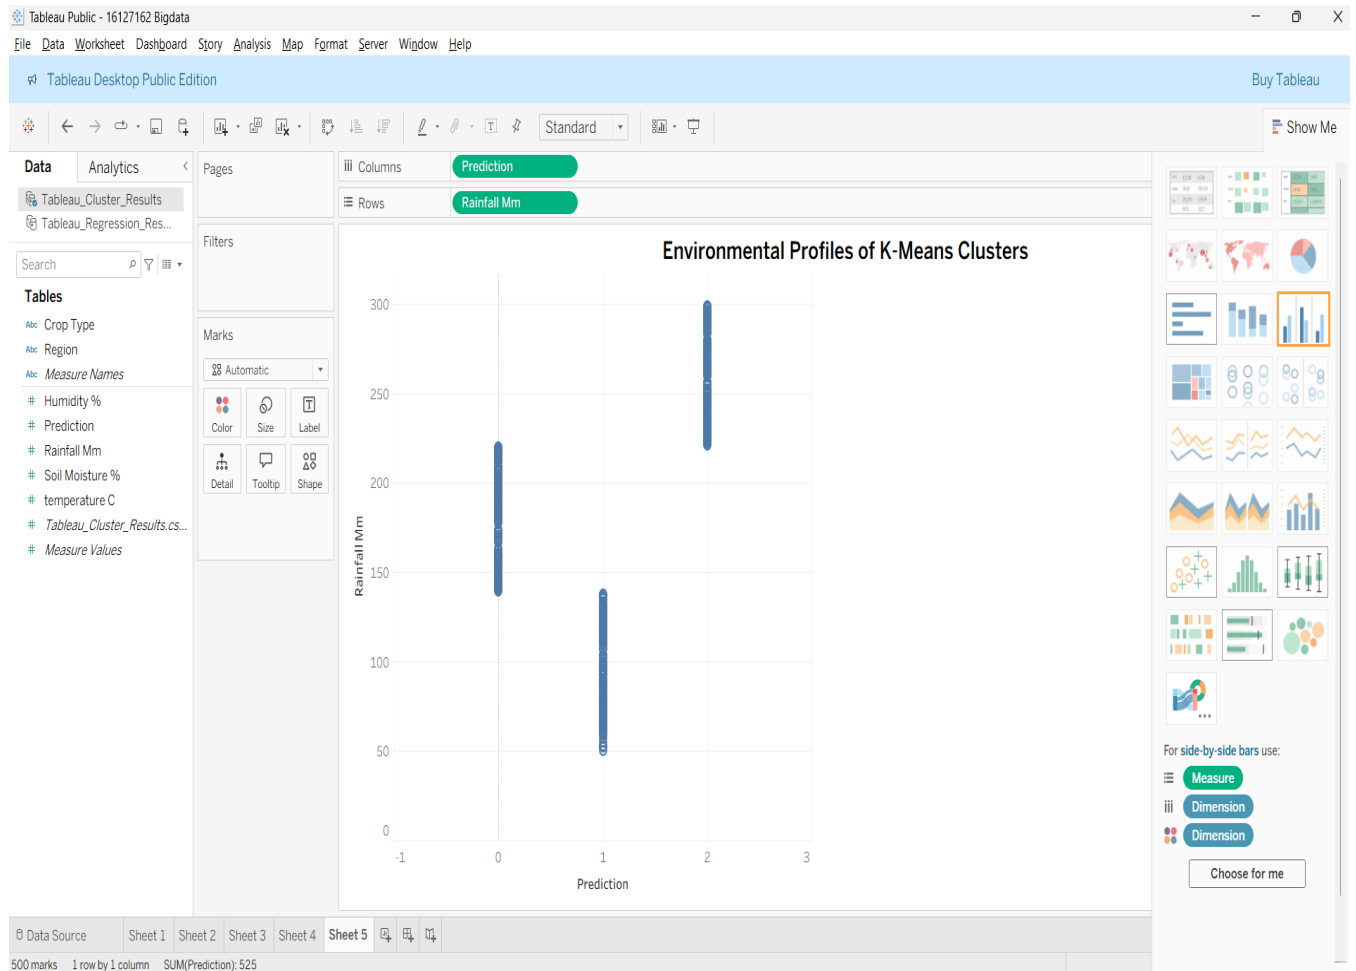 Tableau Public - 16127162 Bigdata
File Data Worksheet Dashboard Story Analysis Map Format Server Window Help
Tableau Desktop Public Edition
Buy Tableau
Standard
Show Me
Data Analytics
Tableau_Cluster_Results
Tableau_Regression_Res...
Search
Tables
Abc Crop Type
Abc Region
Abc Measure Names
# Humidity %
# Prediction
# Rainfall Mm
# Soil Moisture %
# temperature C
# Tableau_Cluster_Results.cs...
# Measure Values
Pages
Filters
Marks
Automatic
Color Size Label
Detail Tooltip Shape
Columns Prediction
Rows Rainfall Mm
Environmental Profiles of K-Means Clusters
Rainfall Mm
300
250
200
150
100
50
0
-1 0 1 2 3
Prediction
For side-by-side bars use:
Measure
Dimension
Dimension
Choose for me
Data Source Sheet 1 Sheet 2 Sheet 3 Sheet 4 Sheet 5
500 marks 1 row by 1 column SUM(Prediction): 525